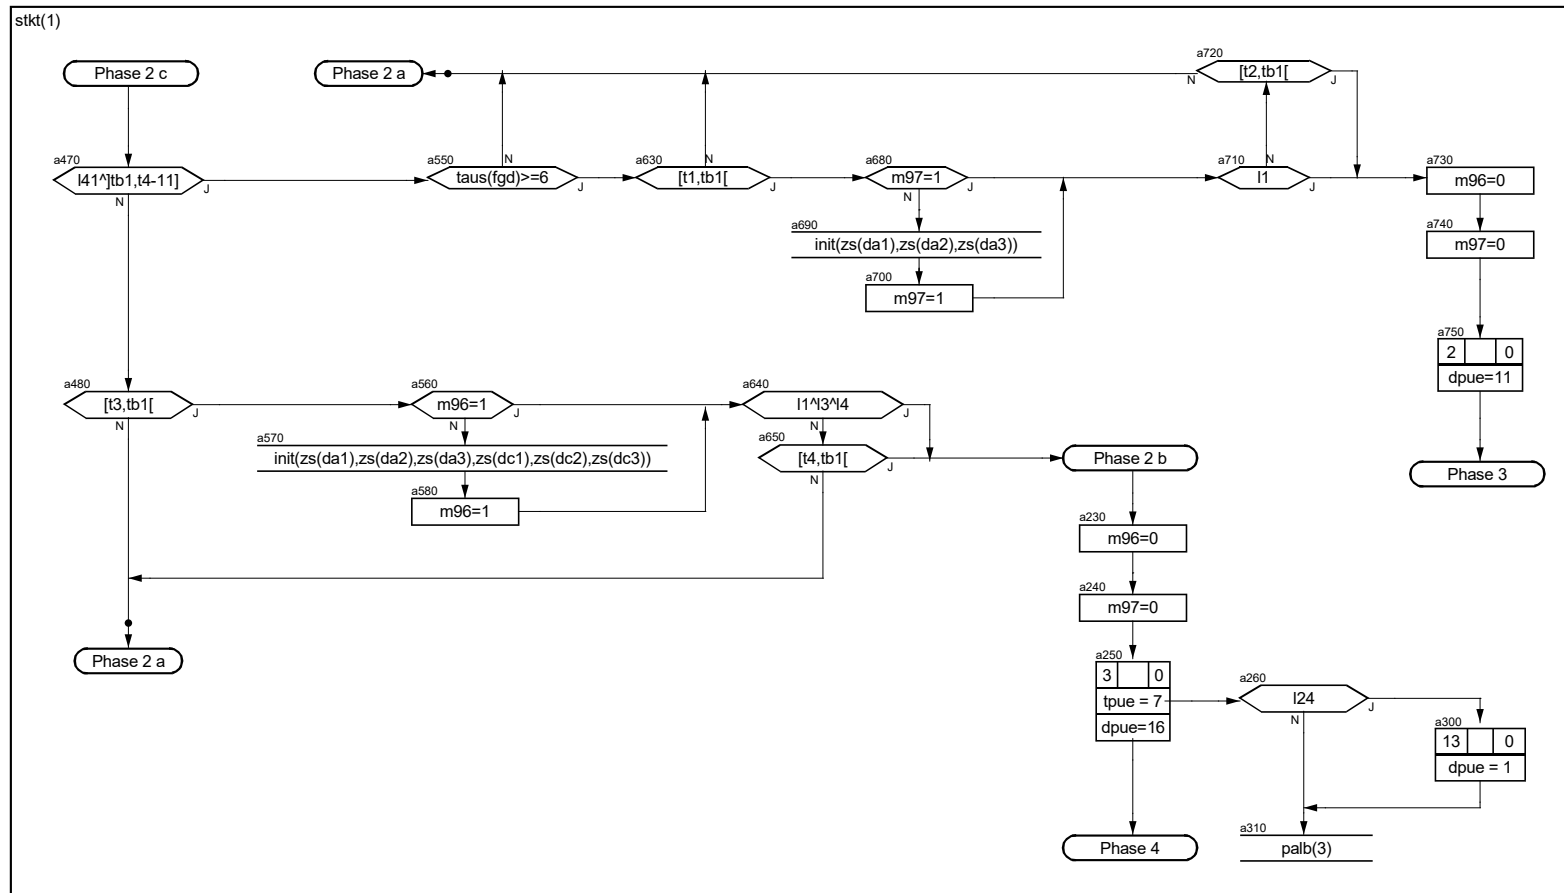 stkt(1)
Phase 2 c
Phase 2 a
a720
[t2,tb1[
N
J
a470
l41^]tb1,t4-11]
J
N
a550
taus(fgd)>=6
N
J
a630
[t1,tb1[
N
J
a680
m97=1
J
N
a710
l1
N
J
a730
m96=0
a690
init(zs(da1),zs(da2),zs(da3))
a740
m97=0
a700
m97=1
a750
2 0
dpue=11
Phase 3
a480
[t3,tb1[
J
N
a560
m96=1
J
N
a640
l1^l3^l4
J
N
a570
init(zs(da1),zs(da2),zs(da3),zs(dc1),zs(dc2),zs(dc3))
a650
[t4,tb1[
J
N
Phase 2 b
a580
m96=1
a230
m96=0
a240
m97=0
Phase 2 a
a250
3 0
tpue = 7
dpue=16
a260
l24
J
N
a300
13 0
dpue = 1
Phase 4
a310
palb(3)